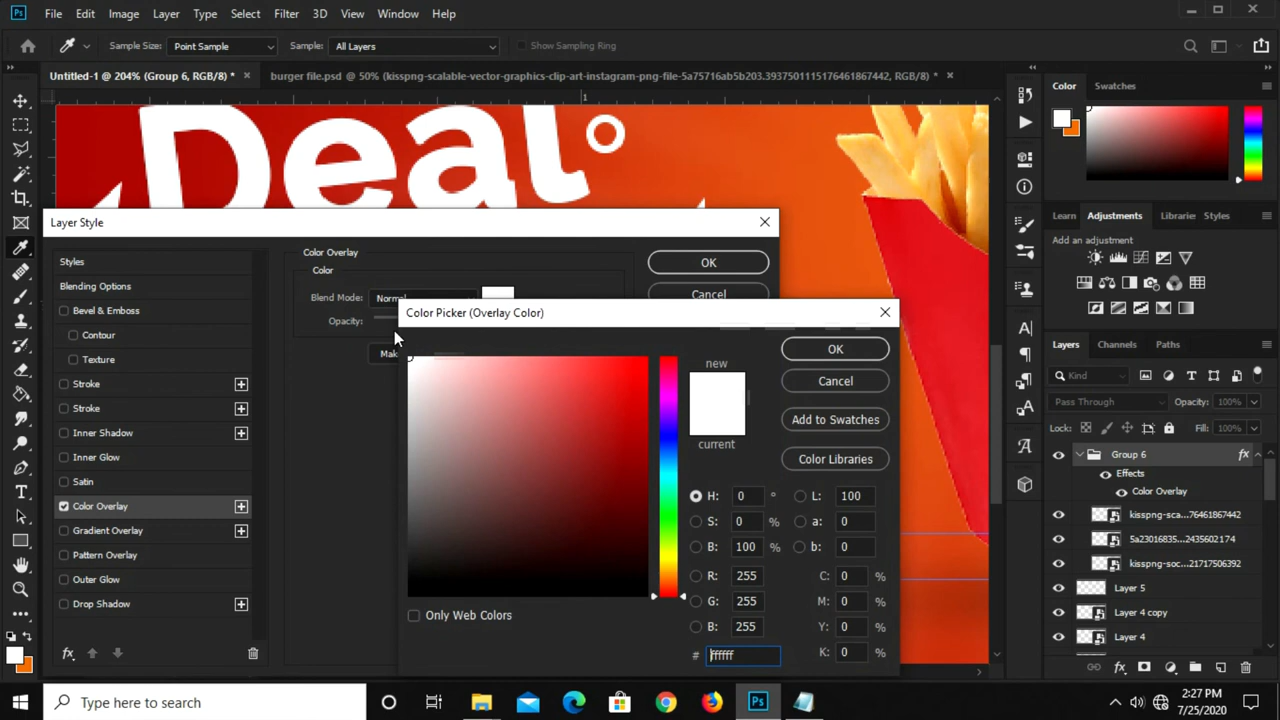 Ps File Edit Image Layer Type Select Filter 3D View Window Help
Sample Size: Point Sample Sample: All Layers Show Sampling Ring
Untitled-1 @ 204% (Group 6, RGB/8) * × burger file.psd @ 50% (kisspng-scalable-vector-graphics-clip-art-instagram-png-file-5a75716ab5b203.3937501115176461867442, RGB/8) * ×
1
Deal
Layer Style
Styles
Blending Options
Bevel & Emboss
Contour
Texture
Stroke
Stroke
Inner Shadow
Inner Glow
Satin
Color Overlay
Gradient Overlay
Pattern Overlay
Outer Glow
Drop Shadow
fx
Color Overlay
Color
Blend Mode: Normal
Opacity:
Mak
OK
Cancel
Color Picker (Overlay Color)
new
current
OK
Cancel
Add to Swatches
Color Libraries
H: 0 ° L: 100
S: 0 % a: 0
B: 100 % b: 0
R: 255 C: 0 %
G: 255 M: 0 %
B: 255 Y: 0 %
# ffffff K: 0 %
Only Web Colors
Color Swatches
Learn Adjustments Librarie Styles
Add an adjustment
Layers Channels Paths
Kind
Pass Through Opacity: 100%
Lock: Fill: 100%
Group 6 fx
Effects
Color Overlay
kisspng-sca...76461867442
5a23016835...2435602174
kisspng-soc...21717506392
Layer 5
Layer 4 copy
Layer 4
Type here to search
Ps
2:27 PM
7/25/2020